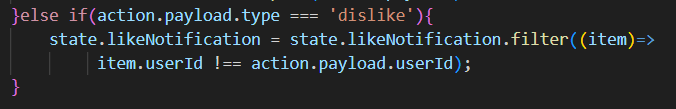 }else if(action.payload.type === 'dislike'){
state.likeNotification = state.likeNotification.filter((item)=>
item.userId !== action.payload.userId);
}